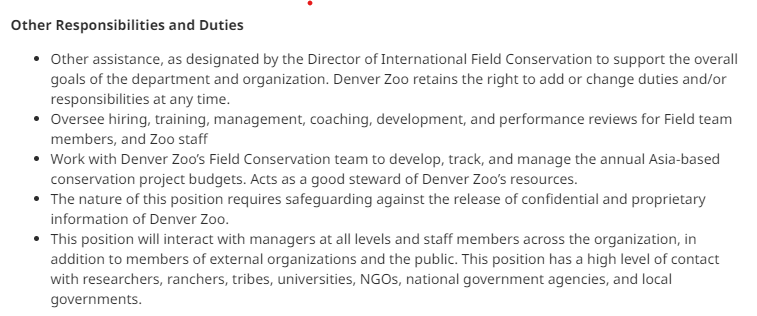 Other Responsibilities and Duties
• Other assistance, as designated by the Director of International Field Conservation to support the overall
goals of the department and organization. Denver Zoo retains the right to add or change duties and/or
responsibilities at any time.
• Oversee hiring, training, management, coaching, development, and performance reviews for Field team
members, and Zoo staff
• Work with Denver Zoo’s Field Conservation team to develop, track, and manage the annual Asia-based
conservation project budgets. Acts as a good steward of Denver Zoo’s resources.
• The nature of this position requires safeguarding against the release of confidential and proprietary
information of Denver Zoo.
• This position will interact with managers at all levels and staff members across the organization, in
addition to members of external organizations and the public. This position has a high level of contact
with researchers, ranchers, tribes, universities, NGOs, national government agencies, and local
governments.